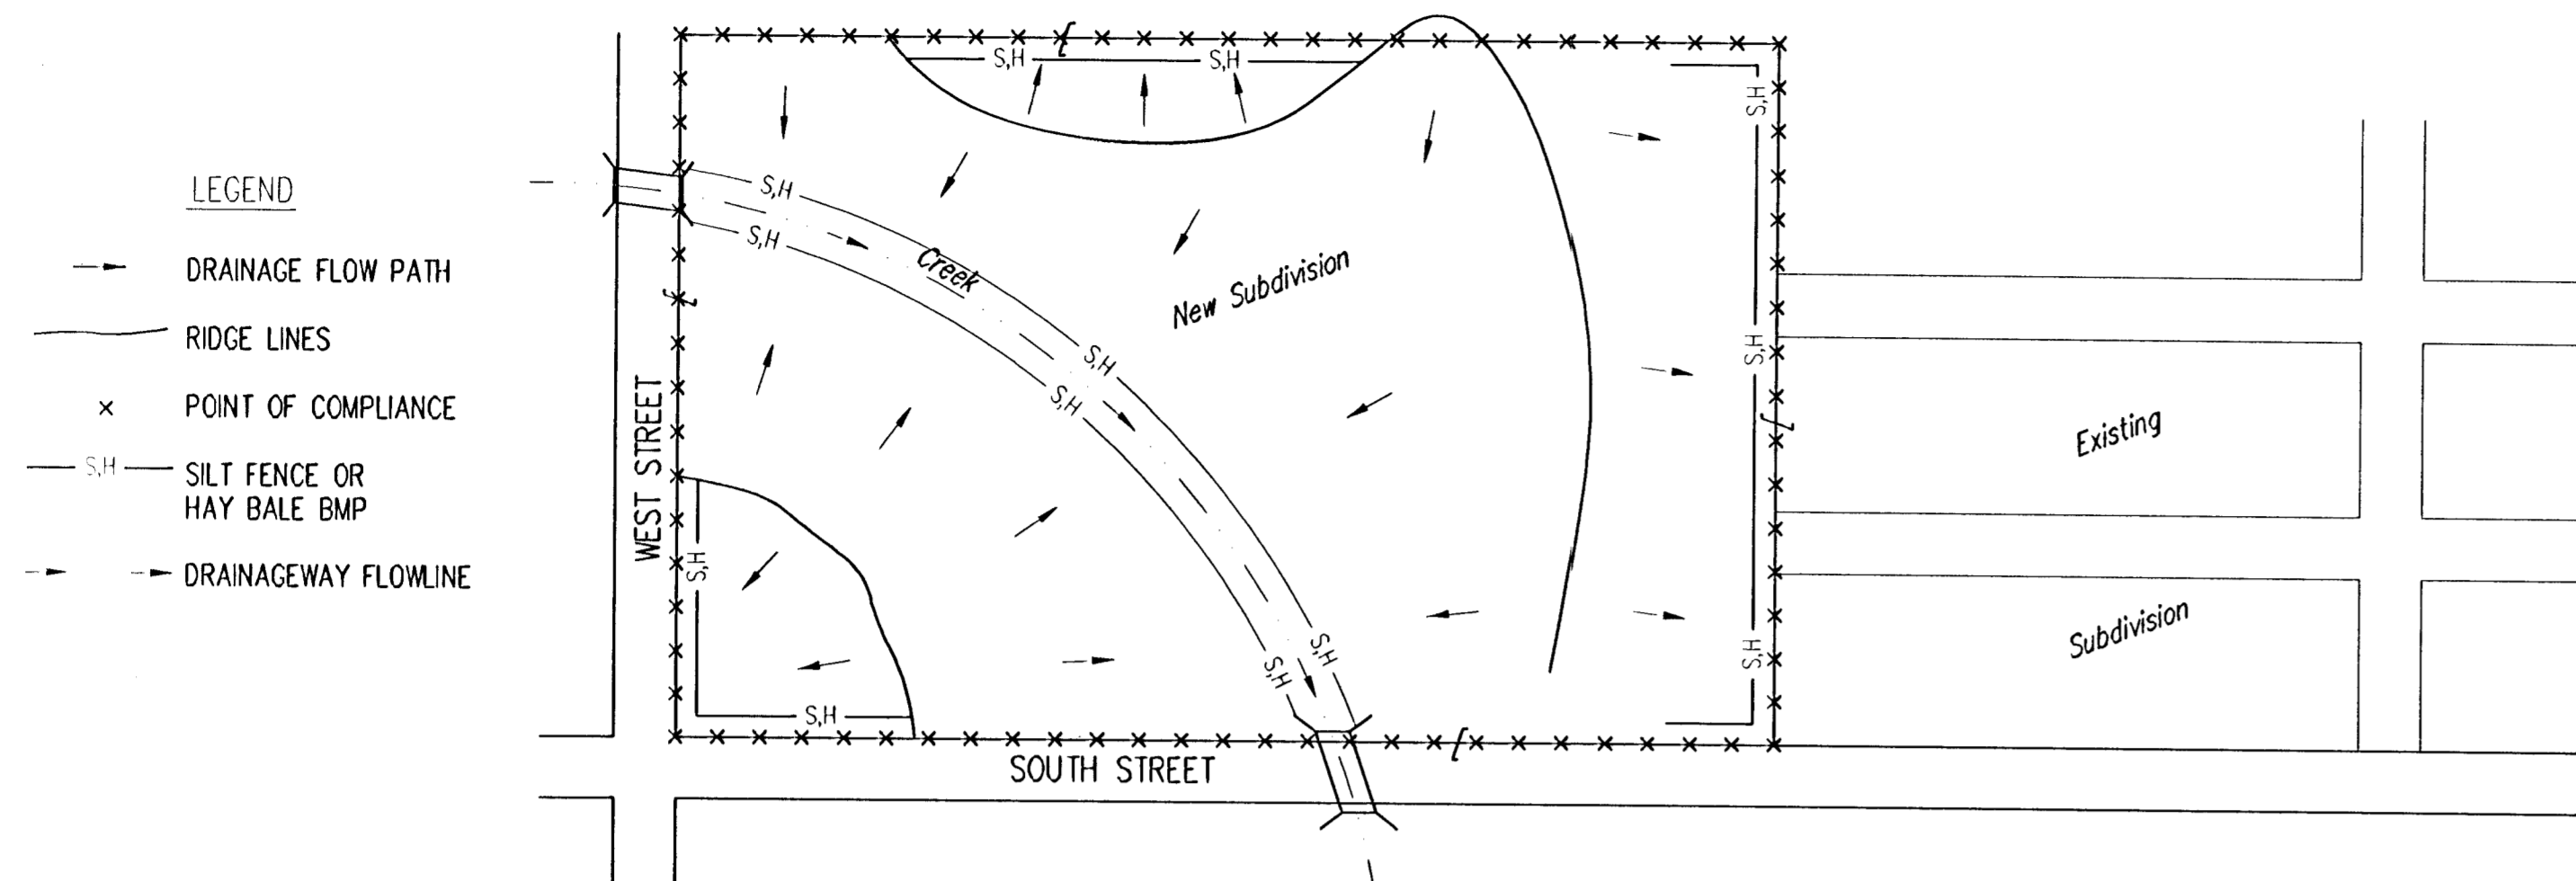 LEGEND
DRAINAGE FLOW PATH
RIDGE LINES
POINT OF COMPLIANCE
S,H
SILT FENCE OR
HAY BALE BMP
DRAINAGEWAY FLOWLINE
WEST STREET
SOUTH STREET
S,H
S,H
S,H
S,H
S,H
Creek
New Subdivision
S,H
S,H
S,H
S,H
S,H
S,H
S,H
S,H
S,H
Existing
Subdivision